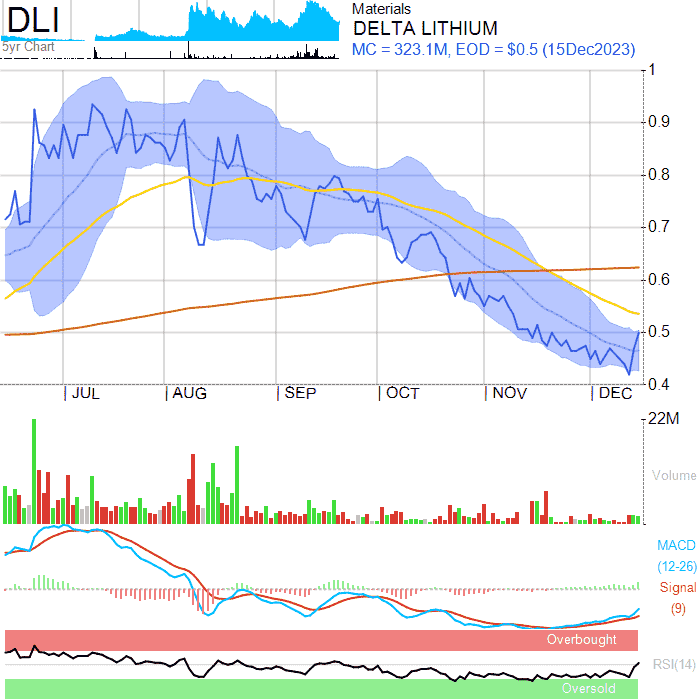 DLI
5yr Chart
Materials
DELTA LITHIUM
MC = 323.1M, EOD = $0.5 (15Dec2023)
1
0.9
0.8
0.7
0.6
0.5
0.4
JUL AUG SEP OCT NOV DEC
22M
Volume
MACD
(12-26)
Signal
(9)
Overbought
RSI(14)
Oversold